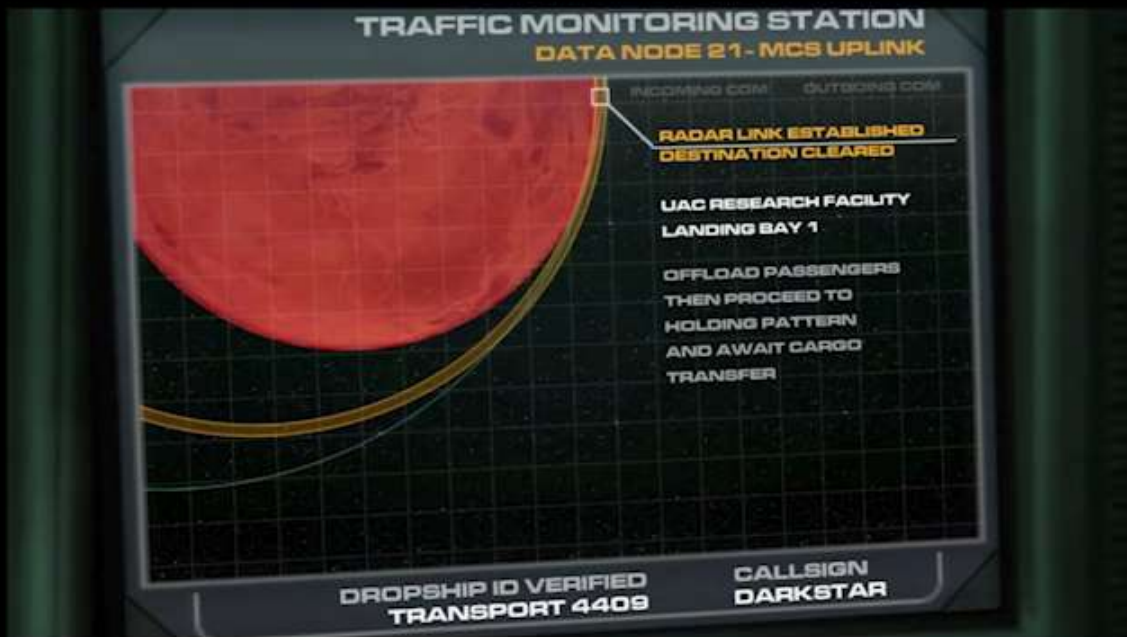 TRAFFIC MONITORING STATION
DATA NODE 21- MCS UPLINK
INCOMING COM OUTGOING COM
RADAR LINK ESTABLISHED
DESTINATION CLEARED
UAC RESEARCH FACILITY
LANDING BAY 1
OFFLOAD PASSENGERS
THEN PROCEED TO
HOLDING PATTERN
AND AWAIT CARGO
TRANSFER
DROPSHIP ID VERIFIED
TRANSPORT 4409
CALLSIGN
DARKSTAR